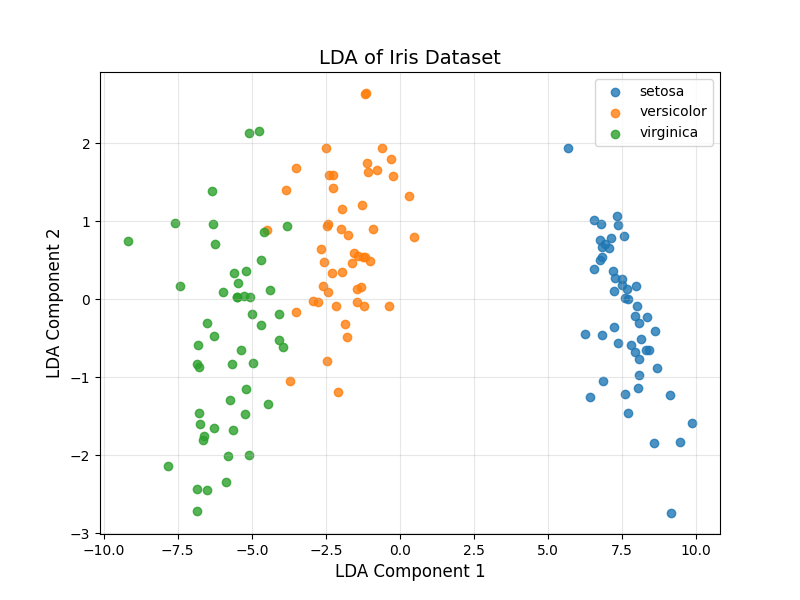 LDA of Iris Dataset
setosa
versicolor
virginica
LDA Component 2
2
1
0
−1
−2
−3
−10.0 −7.5 −5.0 −2.5 0.0 2.5 5.0 7.5 10.0
LDA Component 1